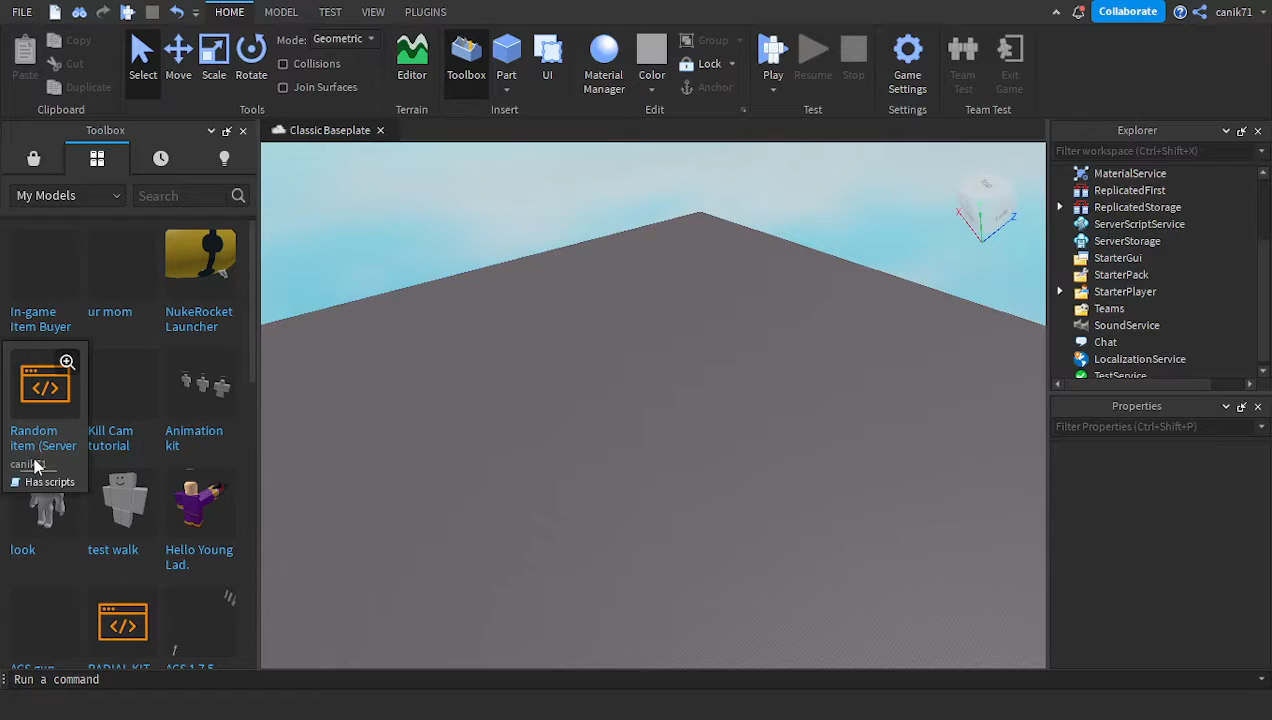 FILE HOME MODEL TEST VIEW PLUGINS Collaborate canik71
Paste Copy Cut Duplicate Clipboard
Select Move Scale Rotate Tools
Mode: Geometric
Collisions
Join Surfaces
Editor Terrain
Toolbox Part UI Insert
Material Manager Color Group Lock Anchor Edit
Play Resume Stop Test
Game Settings Settings
Team Test Exit Game Team Test
Toolbox
My Models Search
In-game Item Buyer
ur mom
NukeRocket Launcher
Random item (Server
canik71
Has scripts
Kill Cam tutorial
Animation kit
look
test walk
Hello Young Lad.
RADIAL KIT
ACS 1.7.5
Classic Baseplate
Explorer
Filter workspace (Ctrl+Shift+X)
MaterialService
ReplicatedFirst
ReplicatedStorage
ServerScriptService
ServerStorage
StarterGui
StarterPack
StarterPlayer
Teams
SoundService
Chat
LocalizationService
TestService
Properties
Filter Properties (Ctrl+Shift+P)
Run a command